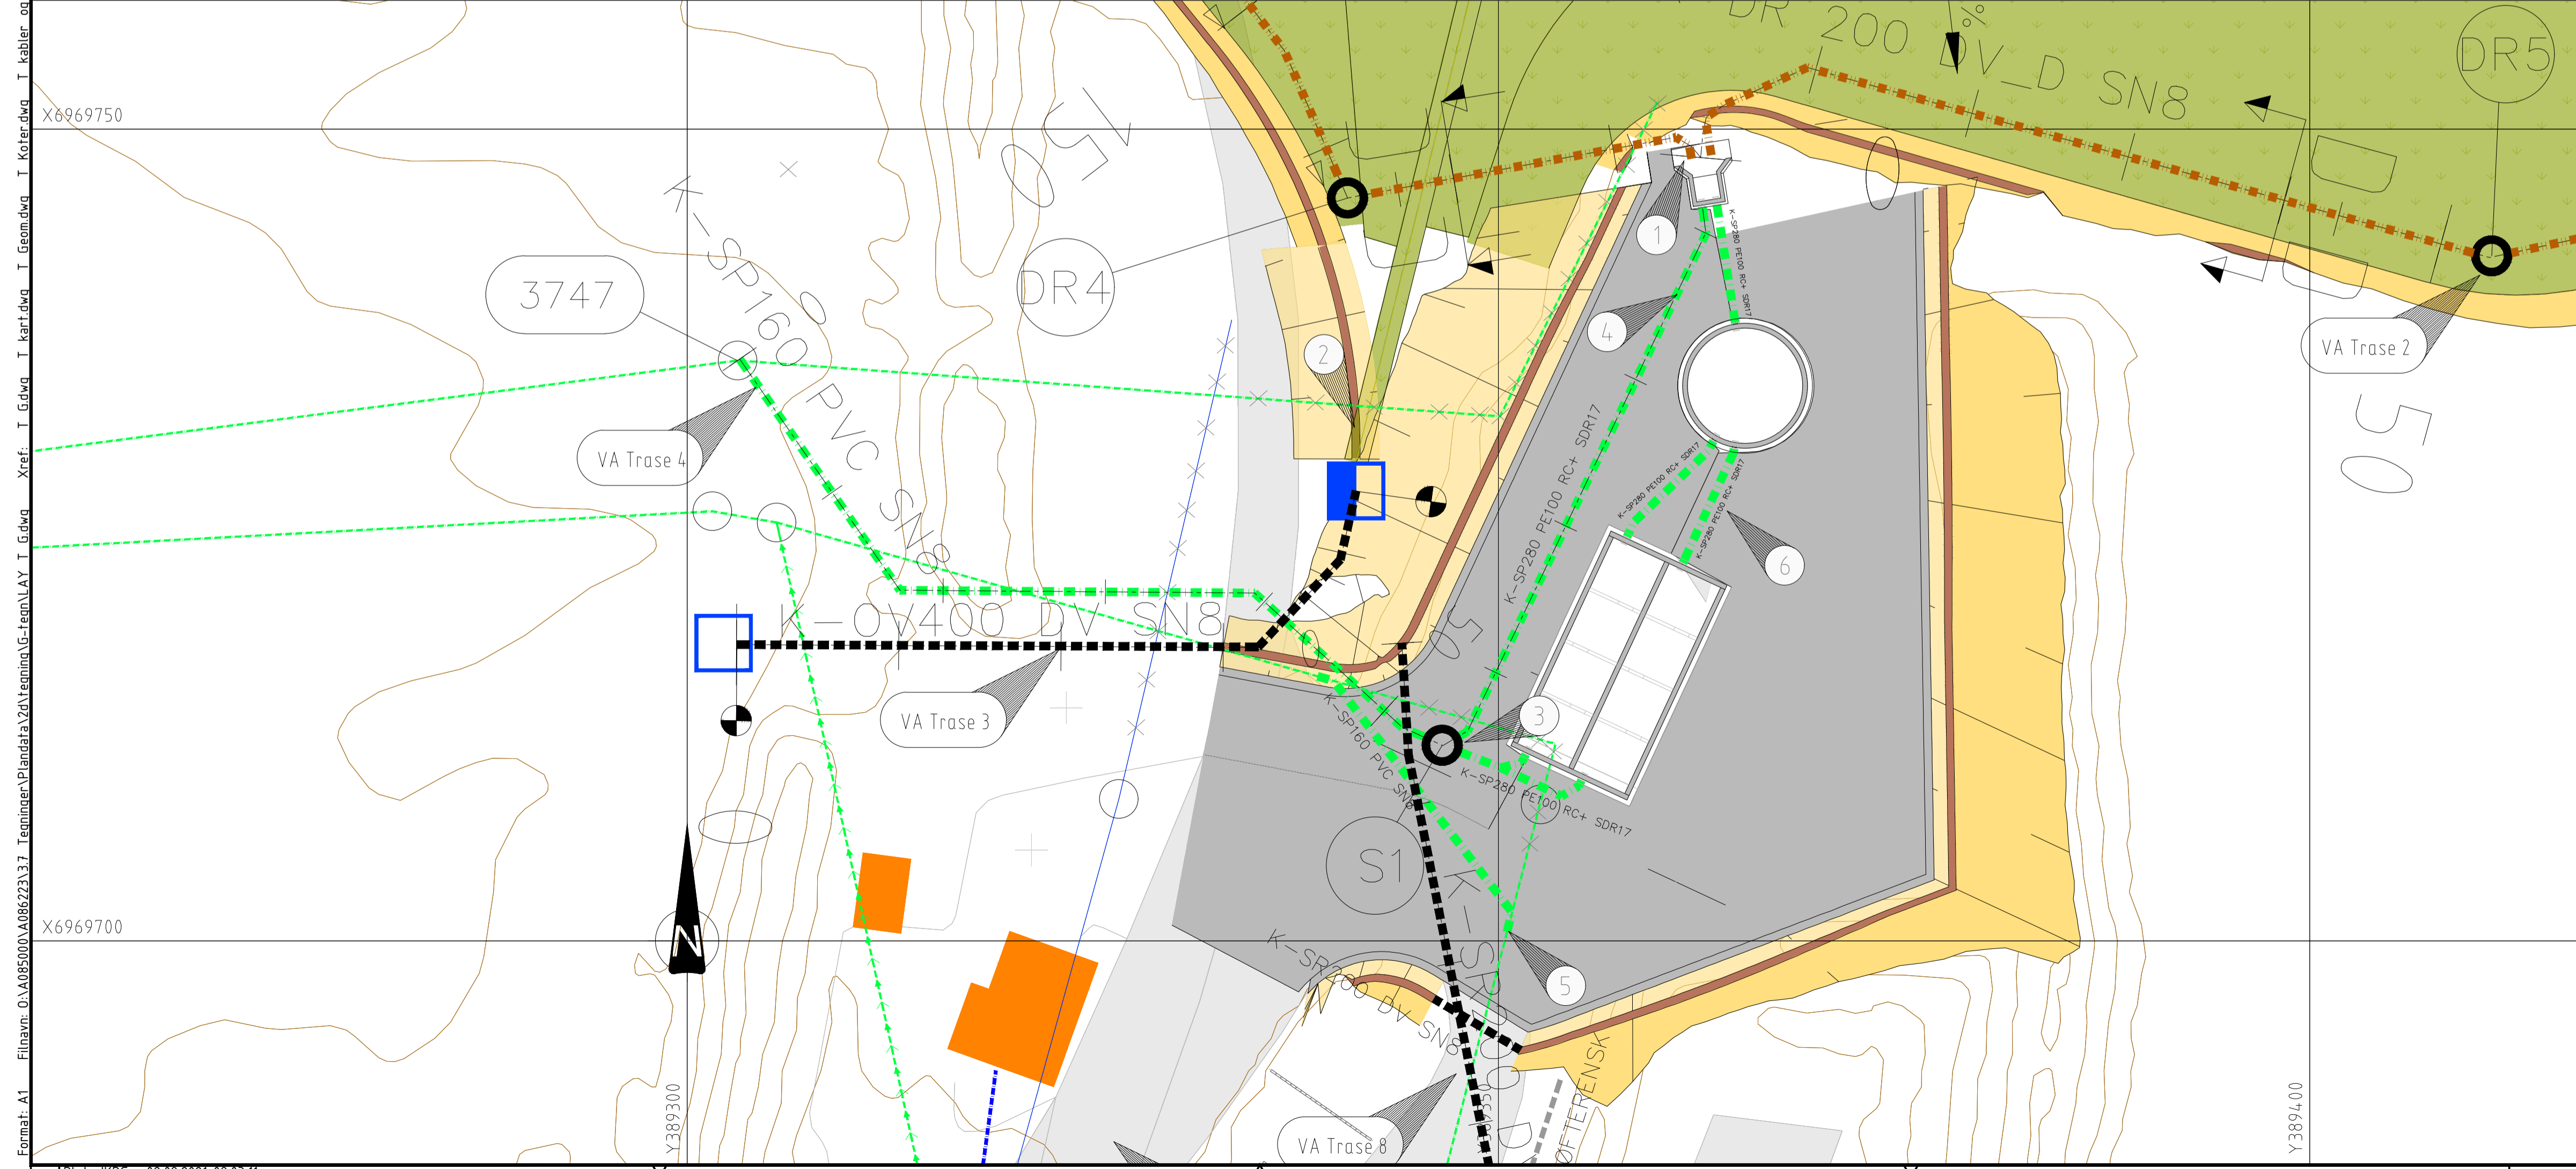 Format: A1    Filnavn: O:\A085000\A086223\3.7 Tegninger\Plandata\2d\tegning\G-tegn\LAY T G.dwg    Xref: T G.dwg  T kart.dwg  T Geom.dwg  T Koter.dwg  T kabler og
X6969750
X6969700
Y389300
Y389350
Y389400
DR 200 DV_D SN8
DR5
VA Trase 2
50
VA Trase 4
3747
K-SP160 PVC SN8
DR4
K-OV400 DV SN8
VA Trase 3
N
1
2
3
4
5
6
K-SP280 PE100 RC+ SDR17
K-SP280 PE100 RC+ SDR17
K-SP280 PE100 RC+ SDR17
K-SP280 PE100 RC+ SDR17
K-SP280 PE100 RC+ SDR17
K-SP160 PVC SN8
50
S1
VA Trase 8